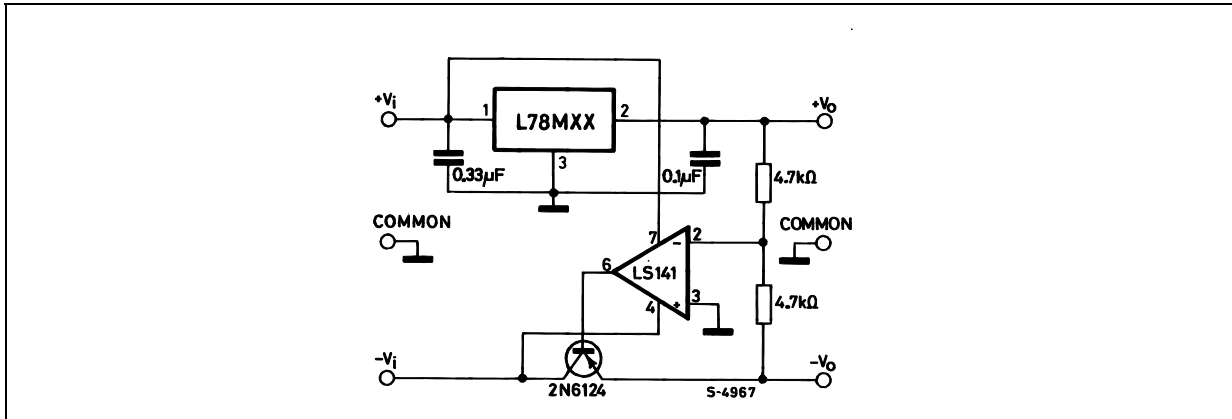 +Vi
1
L78MXX
2
+Vo
3
0.33µF
0.1µF
4.7kΩ
COMMON
COMMON
7
-
2
6
LS141
4
+
3
4.7kΩ
-Vi
2N6124
S-4967
-Vo